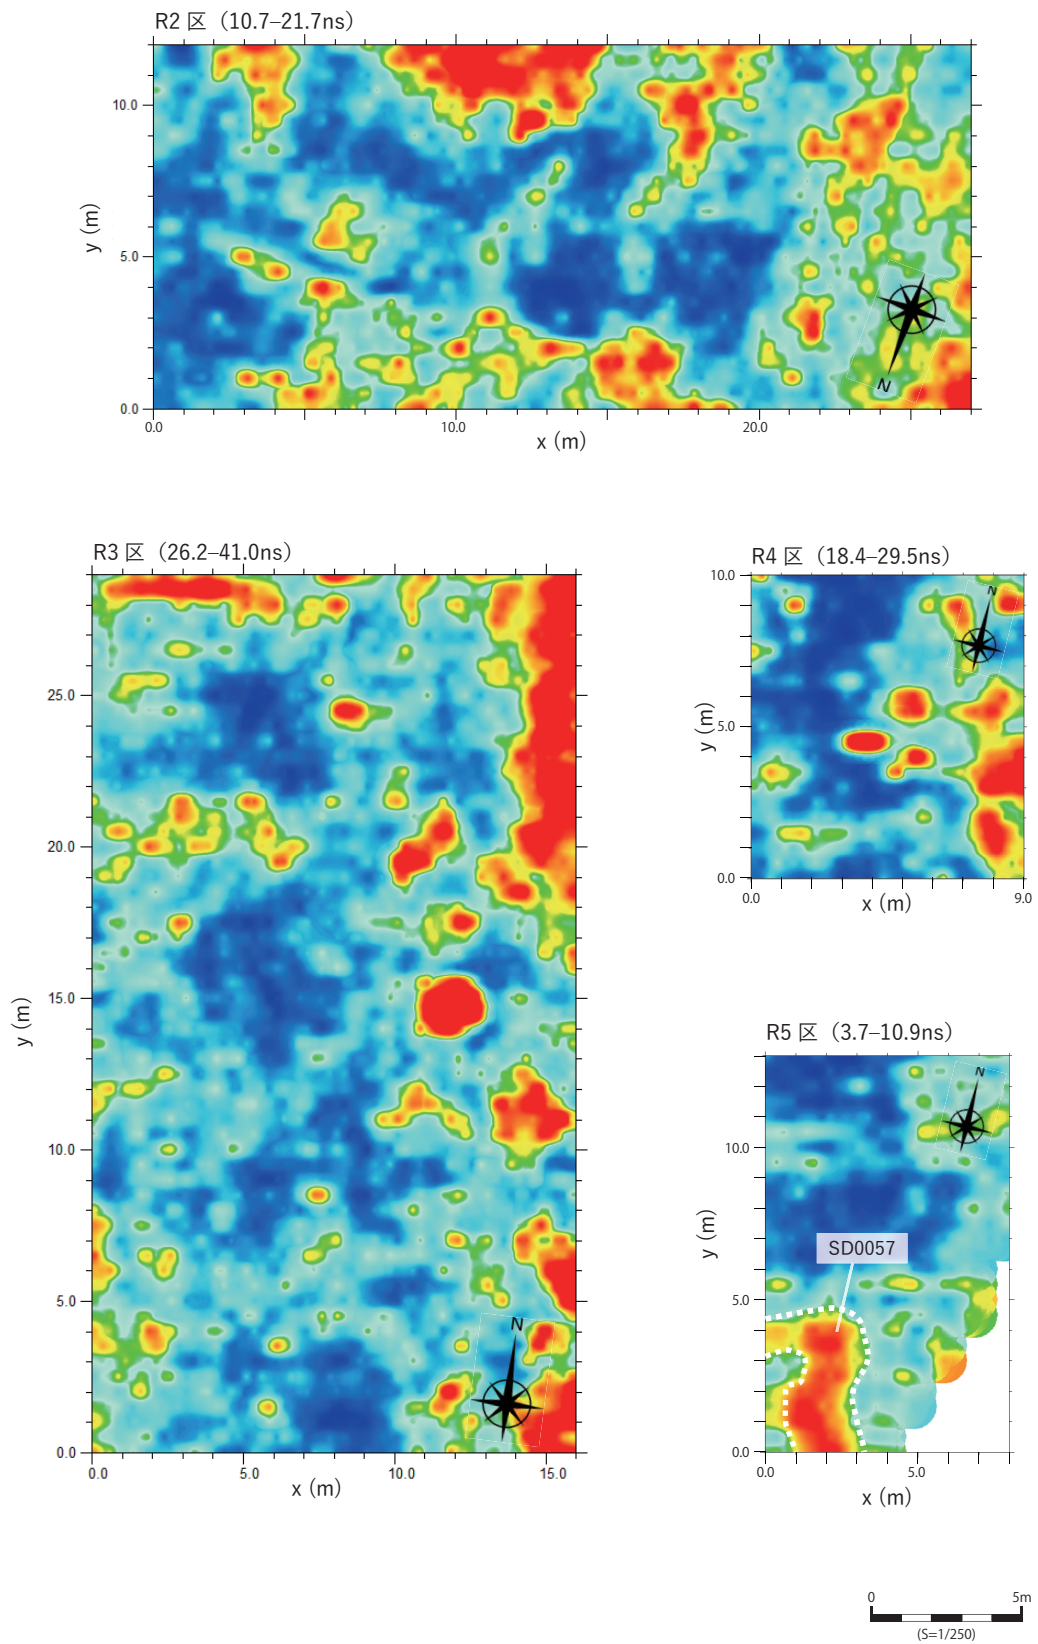 R2 区（10.7–21.7ns）
10.0
5.0
0.0
y (m)
N
0.0 10.0 20.0
x (m)
R3 区（26.2–41.0ns）
25.0
20.0
15.0
10.0
5.0
0.0
y (m)
N
0.0 5.0 10.0 15.0
x (m)
R4 区（18.4–29.5ns）
10.0
5.0
0.0
y (m)
N
0.0 9.0
x (m)
R5 区（3.7–10.9ns）
N
10.0
5.0
0.0
y (m)
SD0057
0.0 5.0
x (m)
0 5m
(S=1/250)